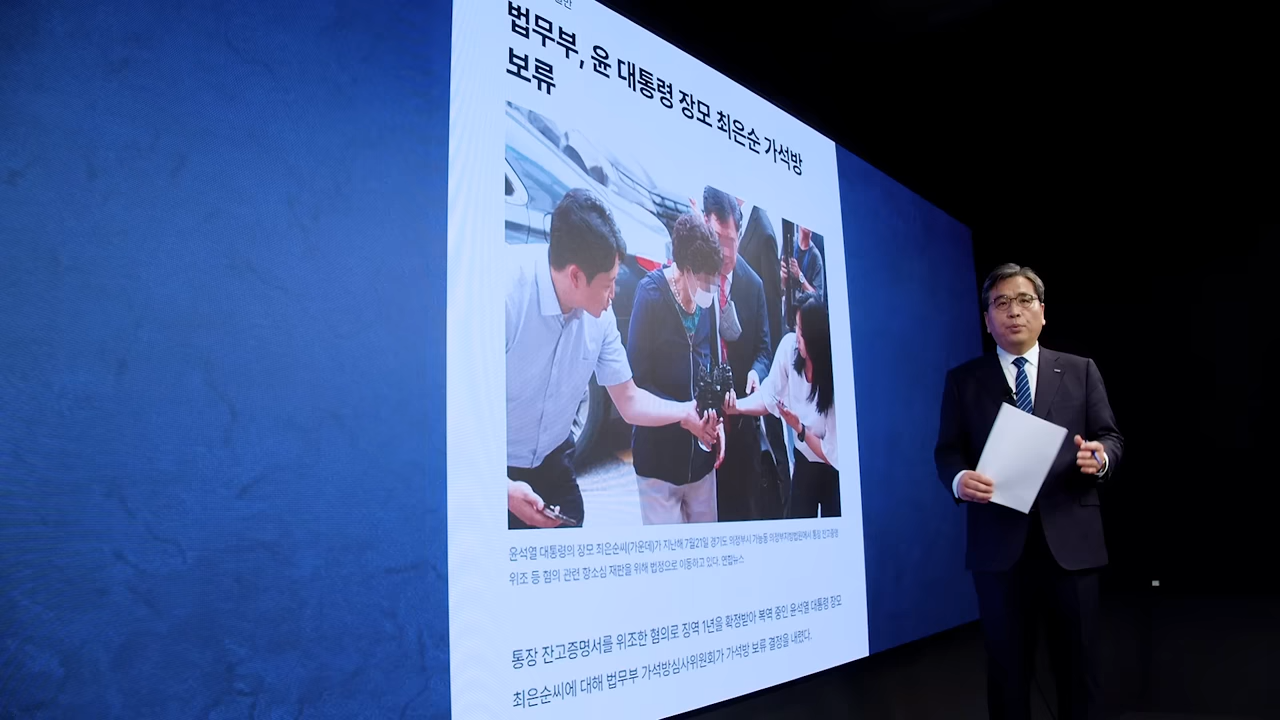 법무부, 윤 대통령 장모 최은순 가석방
보류
윤석열 대통령의 장모 최은순씨(가운데)가 지난해 7월21일 경기도 의정부시 가능동 의정부지방법원에서 통장 잔고증명
위조 등 혐의 관련 항소심 재판을 위해 법정으로 이동하고 있다. 연합뉴스
통장 잔고증명서를 위조한 혐의로 징역 1년을 확정받아 복역 중인 윤석열 대통령 장모
최은순씨에 대해 법무부 가석방심사위원회가 가석방 보류 결정을 내렸다.